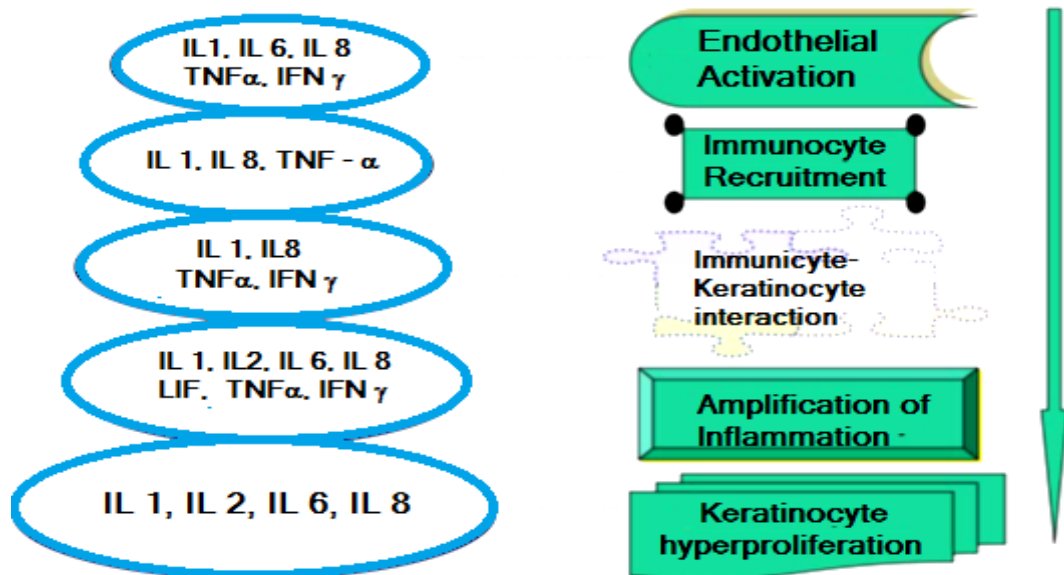 IL1, IL 6, IL 8
TNFα, IFN γ
Endothelial
Activation
IL 1, IL 8, TNF - α
Immunocyte
Recruitment
IL 1, IL8
TNFα, IFN γ
Immunicyte-
Keratinocyte
interaction
IL 1, IL2, IL 6, IL 8
LIF, TNFα, IFN γ
Amplification of
Inflammation -
IL 1, IL 2, IL 6, IL 8
Keratinocyte
hyperproliferation